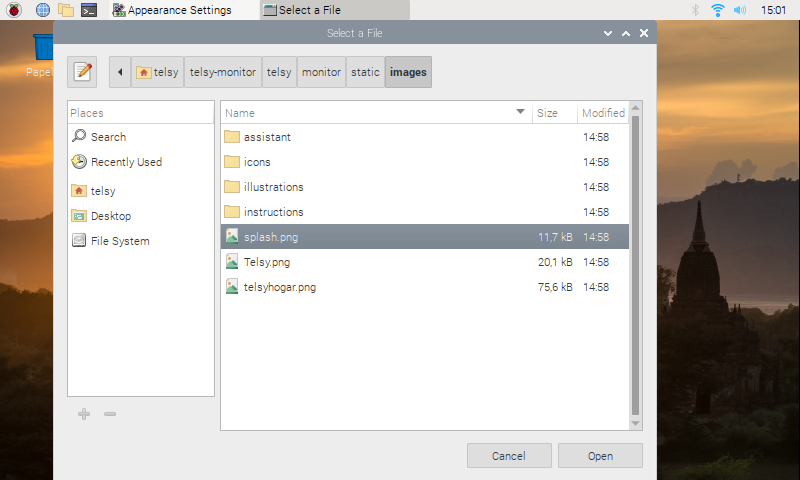 Appearance Settings
Select a File
15:01
Select a File
telsy
telsy-monitor
telsy
monitor
static
images
Places
Search
Recently Used
telsy
Desktop
File System
Name Size Modified
assistant 14:58
icons 14:58
illustrations 14:58
instructions 14:58
splash.png 11,7 kB 14:58
Telsy.png 20,1 kB 14:58
telsyhogar.png 75,6 kB 14:58
Cancel
Open